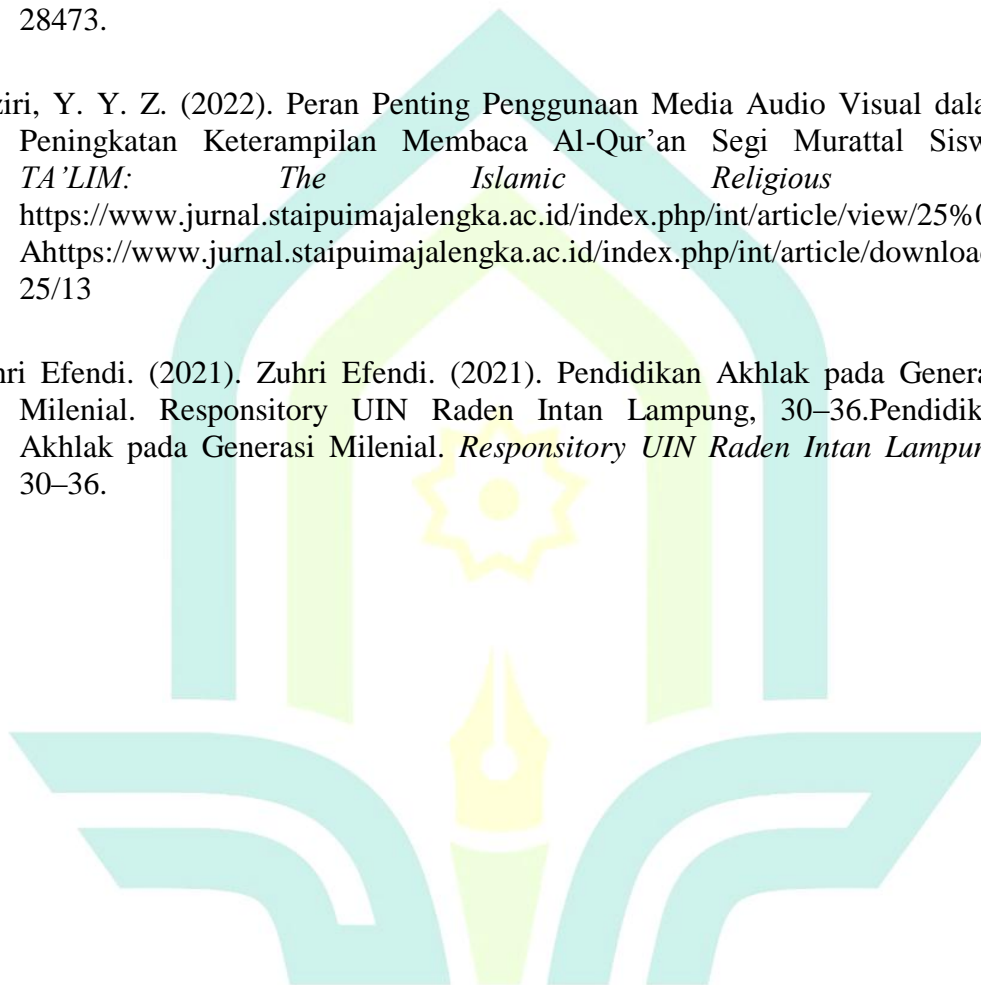 28473.
ziri, Y. Y. Z. (2022). Peran Penting Penggunaan Media Audio Visual dala
Peningkatan Keterampilan Membaca Al-Qur’an Segi Murattal Sisw
TA’LIM: The Islamic Religious
https://www.jurnal.staipuimajalengka.ac.id/index.php/int/article/view/25%0
Ahttps://www.jurnal.staipuimajalengka.ac.id/index.php/int/article/download
25/13
hri Efendi. (2021). Zuhri Efendi. (2021). Pendidikan Akhlak pada Genera
Milenial. Responsitory UIN Raden Intan Lampung, 30–36.Pendidik
Akhlak pada Generasi Milenial. Responsitory UIN Raden Intan Lampun
30–36.